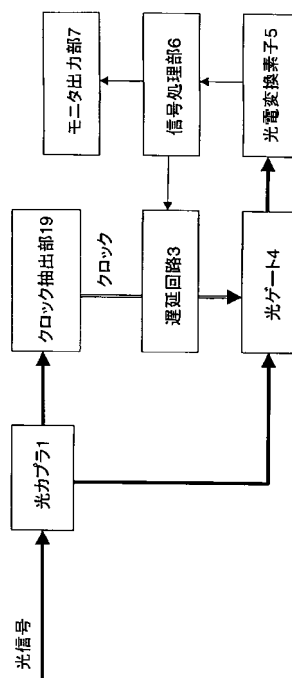 光信号
光カプラ1
クロック抽出部19
クロック
遅延回路3
光ゲート4
光電変換素子5
信号処理部6
モニタ出力部7